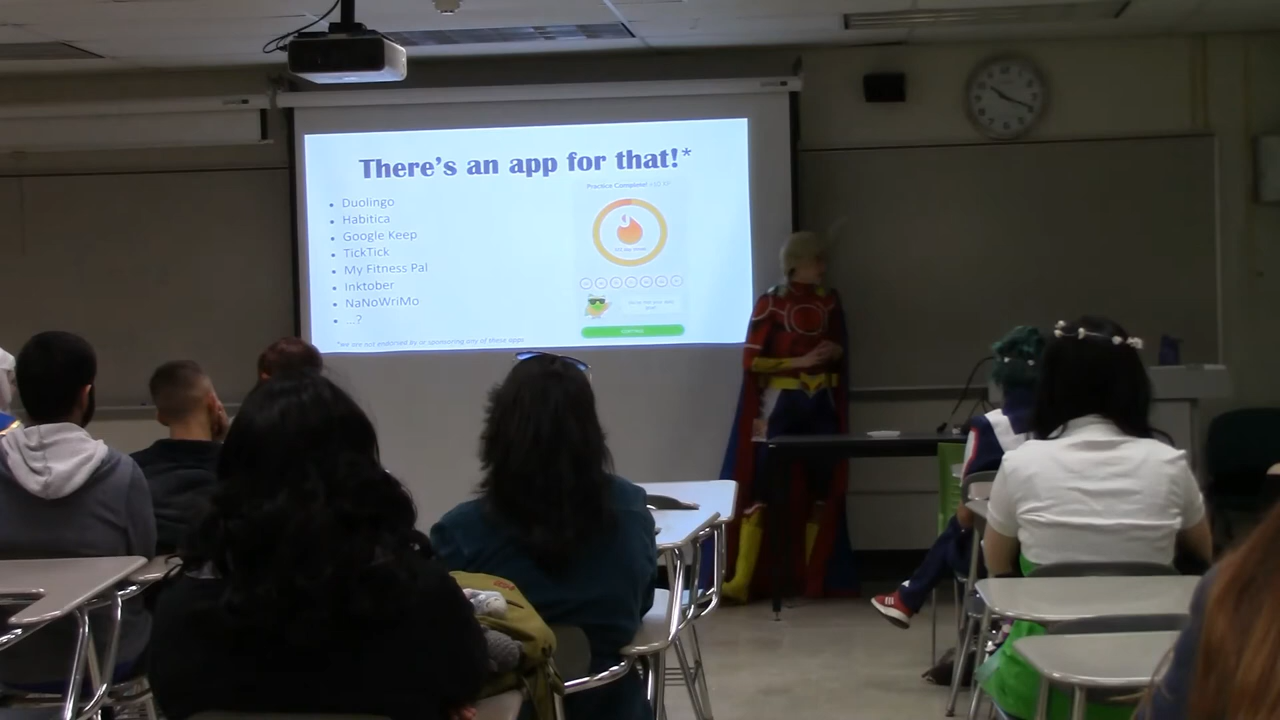 There's an app for that!*
• Duolingo
• Habitica
• Google Keep
• TickTick
• My Fitness Pal
• Inktober
• NaNoWriMo
• ...?
*we are not endorsed by or sponsoring any of these apps
Practice Complete!
CONTINUE